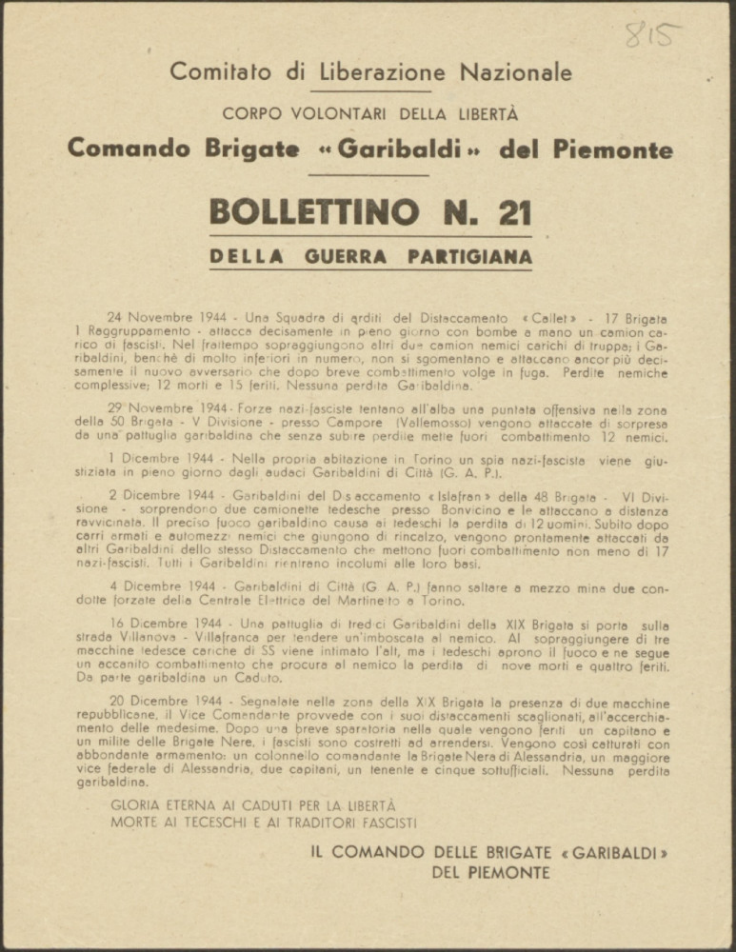 815
Comitato di Liberazione Nazionale
CORPO VOLONTARI DELLA LIBERTÀ
Comando Brigate «Garibaldi» del Piemonte
BOLLETTINO N. 21
DELLA GUERRA PARTIGIANA
24 Novembre 1944 - Una Squadra di arditi del Distaccamento «Callet» - 17 Brigata
1 Raggruppamento - attacca decisamente in pieno giorno con bombe a mano un camion ca-
rico di fascisti. Nel frattempo sopraggiungono altri due camion nemici carichi di truppa; i Ga-
ribaldini, benchè di molto inferiori in numero, non si sgomentano e attaccano ancor più deci-
samente il nuovo avversario che dopo breve combattimento volge in fuga. Perdite nemiche
complessive; 12 morti e 15 feriti. Nessuna perdita Garibaldina.
29 Novembre 1944 - Forze nazi-fasciste tentano all'alba una puntata offensiva nella zona
della 50 Brigata - V Divisione - presso Campore (Vallemosso) vengono attaccate di sorpresa
da una pattuglia garibaldina che senza subire perdite mette fuori combattimento 12 nemici.
1 Dicembre 1944 - Nella propria abitazione in Torino un spia nazi-fascista viene giu-
stiziata in pieno giorno dagli audaci Garibaldini di Città (G. A. P.).
2 Dicembre 1944 - Garibaldini del Distaccamento «Islafran» della 48 Brigata - VI Divi-
sione - sorprendono due camionette tedesche presso Bonvicino e le attaccano a distanza
ravvicinata. Il preciso fuoco garibaldino causa ai tedeschi la perdita di 12 uomini. Subito dopo
carri armati e automezzi nemici che giungono di rincalzo, vengono prontamente attaccati da
altri Garibaldini dello stesso Distaccamento che mettono fuori combattimento non meno di 17
nazi-fascisti. Tutti i Garibaldini rientrano incolumi alle loro basi.
4 Dicembre 1944 - Garibaldini di Città (G. A. P.) fanno saltare a mezzo mina due con-
dotte forzate della Centrale Elettrica del Martinetto a Torino.
16 Dicembre 1944 - Una pattuglia di tredici Garibaldini della XIX Brigata si porta sulla
strada Villanova - Villafranca per tendere un'imboscata al nemico. Al sopraggiungere di tre
macchine tedesce cariche di SS viene intimato l'alt, ma i tedeschi aprono il fuoco e ne segue
un accanito combattimento che procura al nemico la perdita di nove morti e quattro feriti.
Da parte garibaldina un Caduto.
20 Dicembre 1944 - Segnalate nella zona della XIX Brigata la presenza di due macchine
repubblicane, il Vice Comandante provvede con i suoi distaccamenti scaglionati, all'accerchia-
mento delle medesime. Dopo una breve sparatoria nella quale vengono feriti un capitano e
un milite delle Brigate Nere, i fascisti sono costretti ad arrendersi. Vengono così catturati con
abbondante armamento: un colonnello comandante la Brigate Nera di Alessandria, un maggiore
vice federale di Alessandria, due capitani, un tenente e cinque sottufficiali. Nessuna perdita
garibaldina.
GLORIA ETERNA AI CADUTI PER LA LIBERTÀ
MORTE AI TECESCHI E AI TRADITORI FASCISTI
IL COMANDO DELLE BRIGATE «GARIBALDI»
DEL PIEMONTE